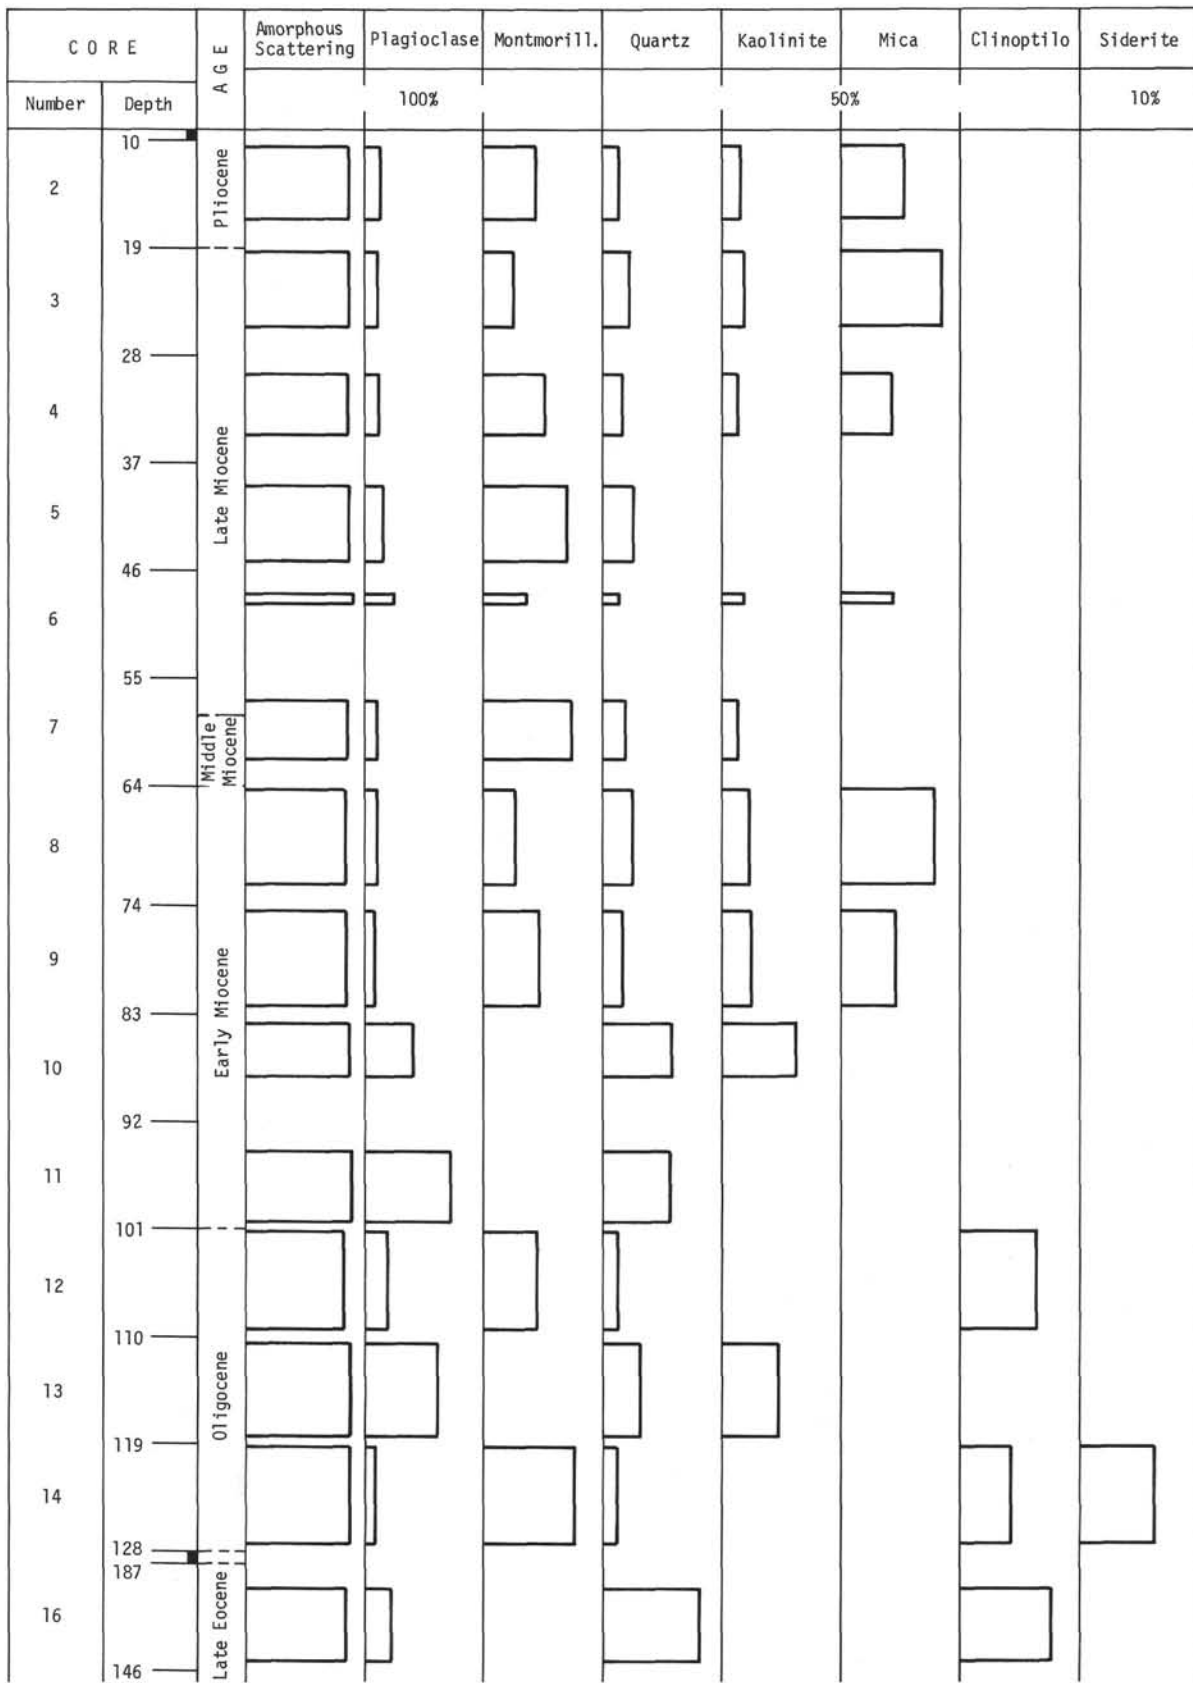 CORE
AGE
Amorphous
Scattering
Plagioclase
Montmorill.
Quartz
Kaolinite
Mica
Clinoptilo
Siderite
Number
Depth
100%
50%
10%
10
2
Pliocene
19
3
28
4
37
Late Miocene
5
46
6
55
7
Middle
Miocene
64
8
74
9
83
Early Miocene
10
92
11
101
12
110
Oligocene
13
119
14
128
187
16
Late Eocene
146